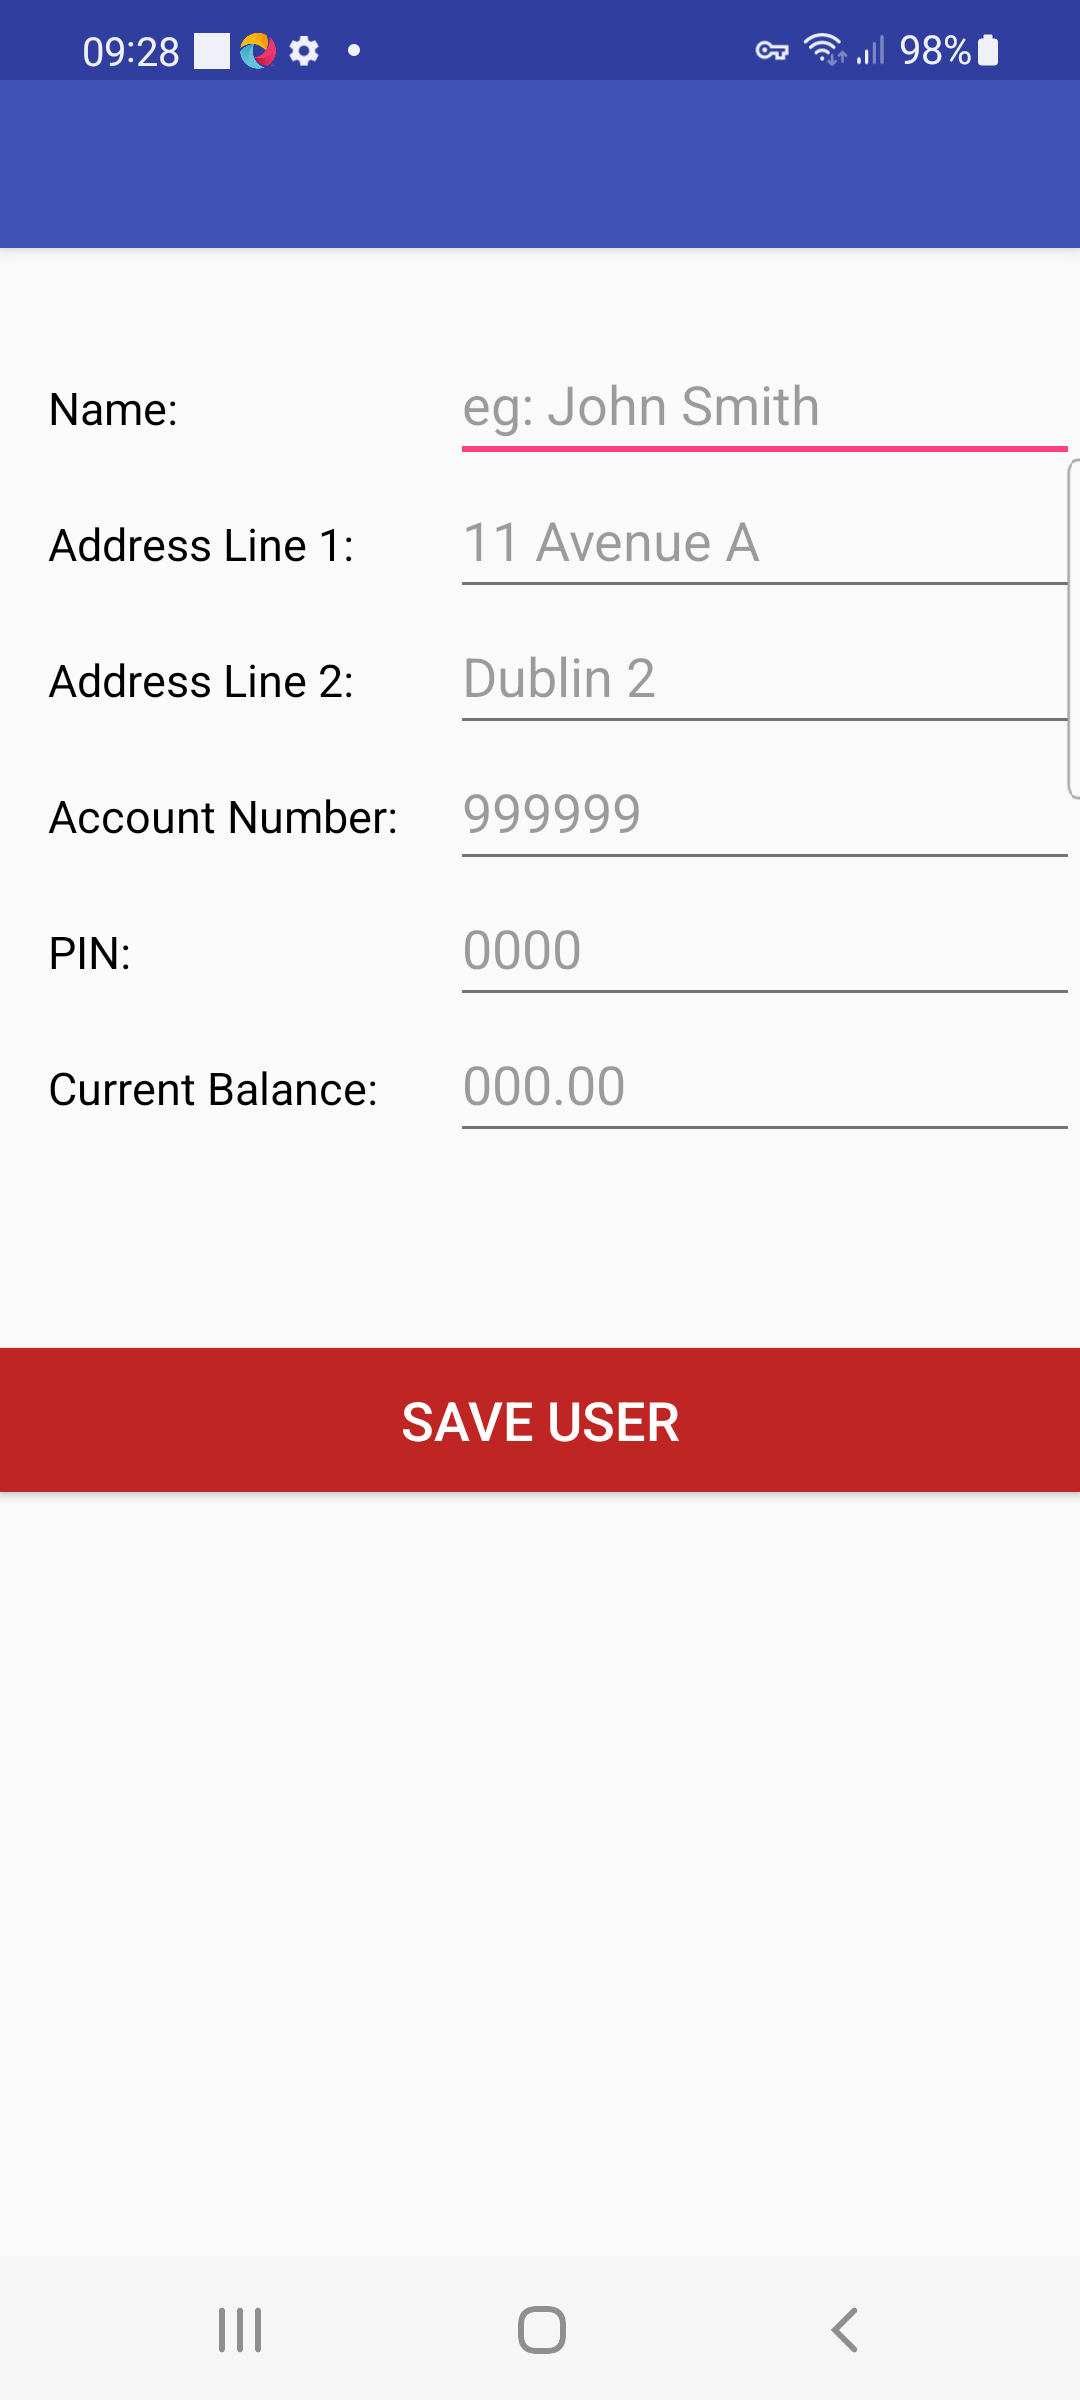 09:28 98%
Name: eg: John Smith
Address Line 1: 11 Avenue A
Address Line 2: Dublin 2
Account Number: 999999
PIN: 0000
Current Balance: 000.00
SAVE USER